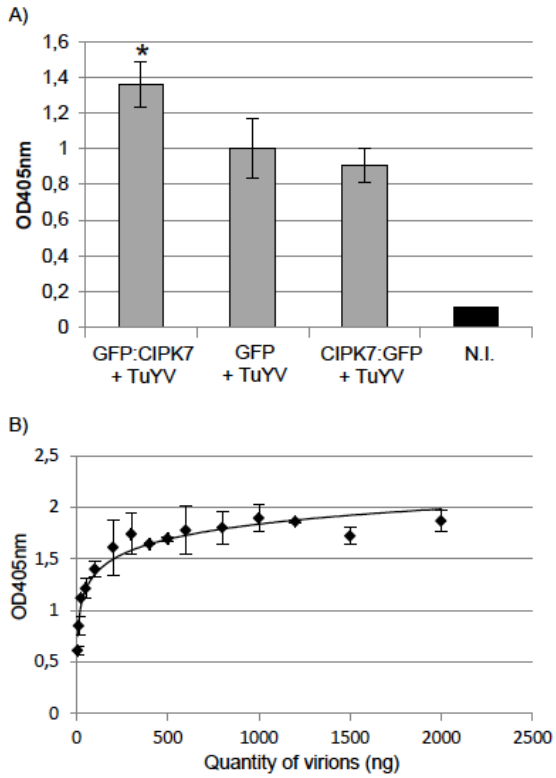 A)
1,6
1,4
1,2
1
0,8
0,6
0,4
0,2
0
OD405nm
*
GFP:CIPK7
+ TuYV
GFP
+ TuYV
CIPK7:GFP
+ TuYV
N.I.
B)
2,5
2
1,5
1
0,5
0
OD405nm
0
500
1000
1500
2000
2500
Quantity of virions (ng)